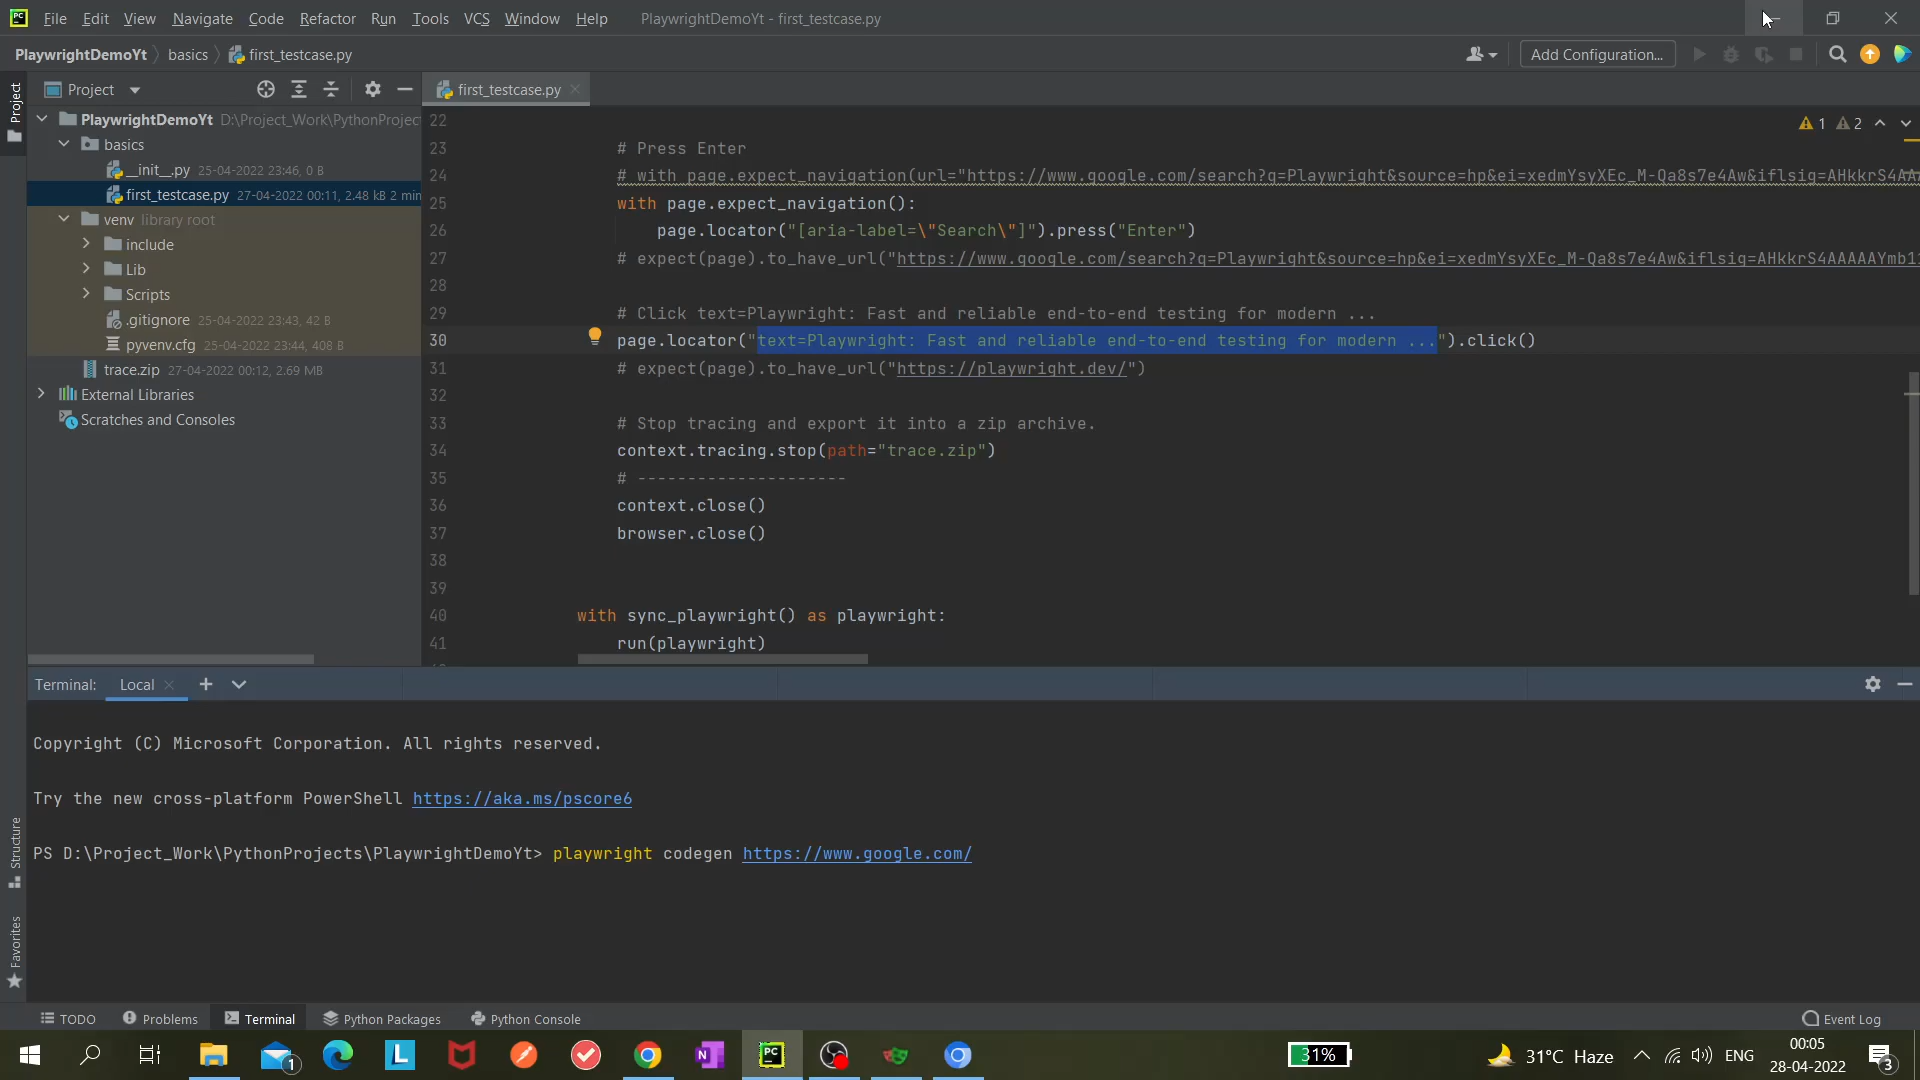 File Edit View Navigate Code Refactor Run Tools VCS Window Help PlaywrightDemoYt - first_testcase.py
PlaywrightDemoYt basics first_testcase.py Add Configuration...
Project
Project
first_testcase.py
PlaywrightDemoYt D:\Project_Work\PythonProjec
basics
__init__.py 25-04-2022 23:46, 0 B
first_testcase.py 27-04-2022 00:11, 2.48 kB 2 min
venv library root
include
Lib
Scripts
.gitignore 25-04-2022 23:43, 42 B
pyvenv.cfg 25-04-2022 23:44, 408 B
trace.zip 27-04-2022 00:12, 2.69 MB
External Libraries
Scratches and Consoles
1 2
22
23 # Press Enter
24 # with page.expect_navigation(url="https://www.google.com/search?q=Playwright&source=hp&ei=xedmYsyXEc_M-Qa8s7e4Aw&iflsig=AHkkrS4AA
25 with page.expect_navigation():
26 page.locator("[aria-label=\"Search\"]").press("Enter")
27 # expect(page).to_have_url("https://www.google.com/search?q=Playwright&source=hp&ei=xedmYsyXEc_M-Qa8s7e4Aw&iflsig=AHkkrS4AAAAAYmb1
28
29 # Click text=Playwright: Fast and reliable end-to-end testing for modern ...
30 page.locator("text=Playwright: Fast and reliable end-to-end testing for modern ...").click()
31 # expect(page).to_have_url("https://playwright.dev/")
32
33 # Stop tracing and export it into a zip archive.
34 context.tracing.stop(path="trace.zip")
35 # ---------------------
36 context.close()
37 browser.close()
38
39
40 with sync_playwright() as playwright:
41 run(playwright)
Terminal: Local
Copyright (C) Microsoft Corporation. All rights reserved.
Try the new cross-platform PowerShell https://aka.ms/pscore6
PS D:\Project_Work\PythonProjects\PlaywrightDemoYt> playwright codegen https://www.google.com/
Structure
Favorites
TODO Problems Terminal Python Packages Python Console Event Log
1 L N PC 31% 31°C Haze ENG 00:05
28-04-2022 3